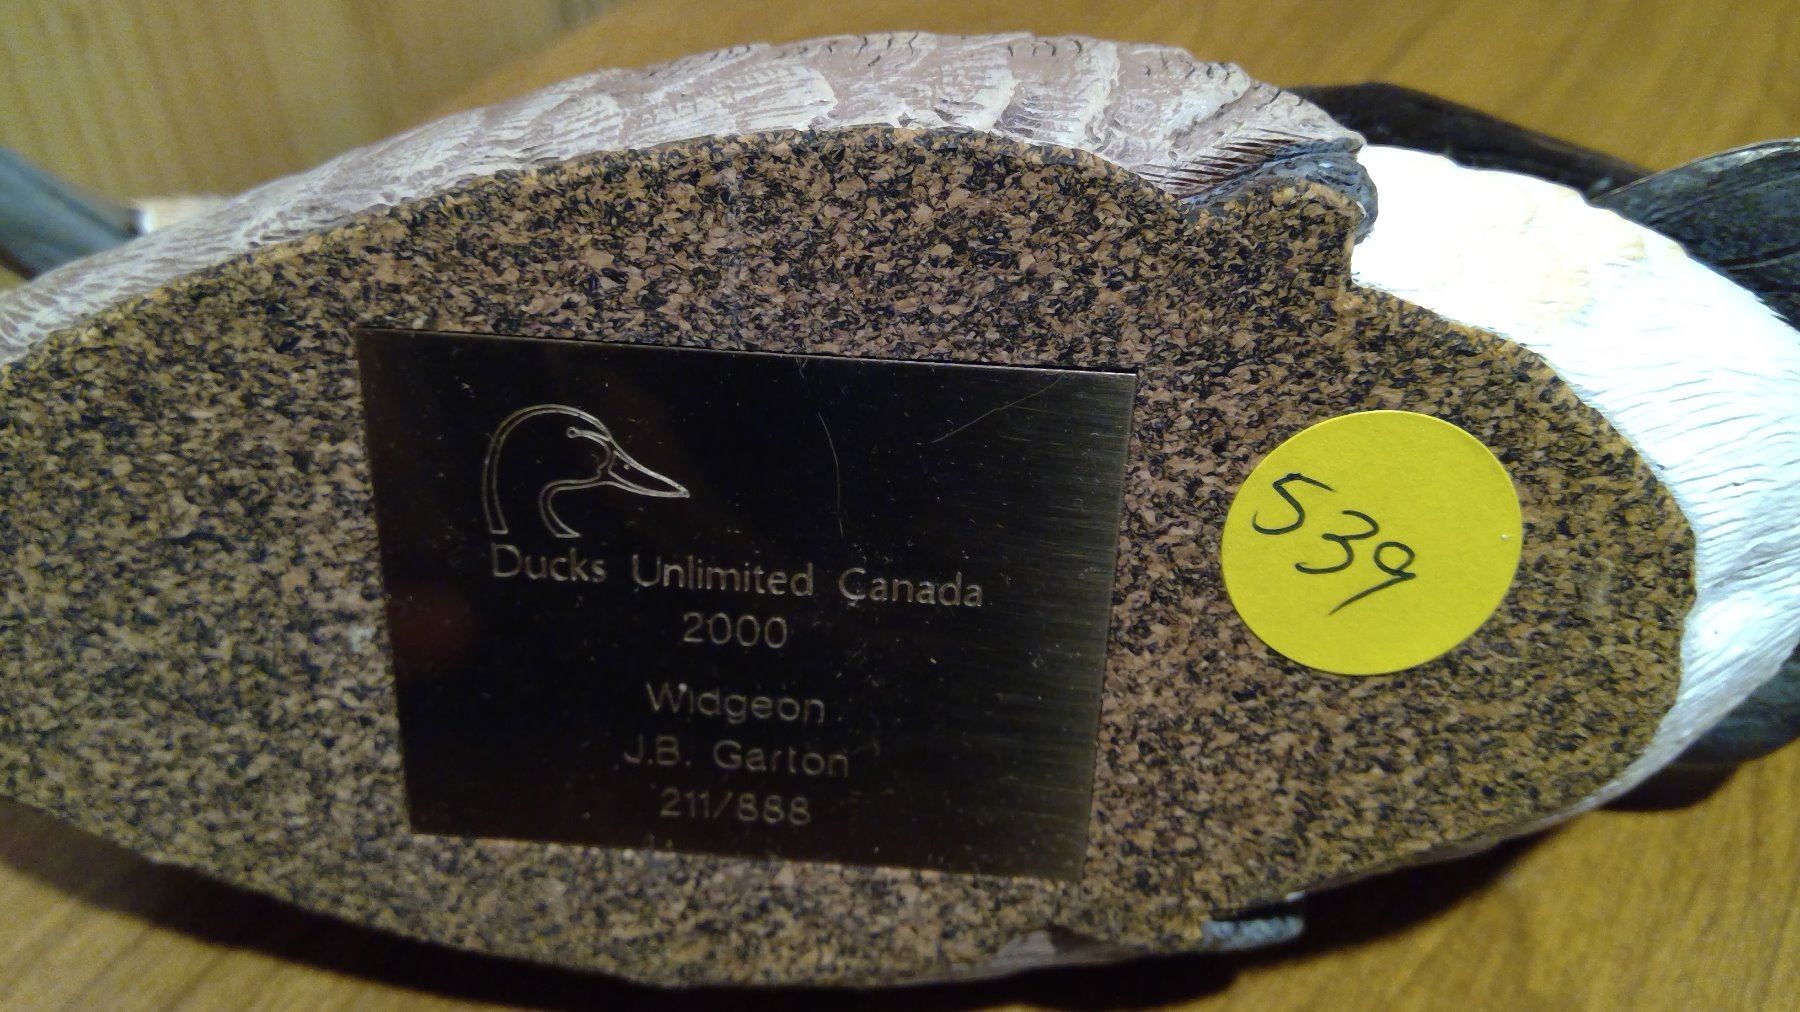 Ducks Unlimited Canada
2000
Widgeon
J.B. Garton
211/888
539